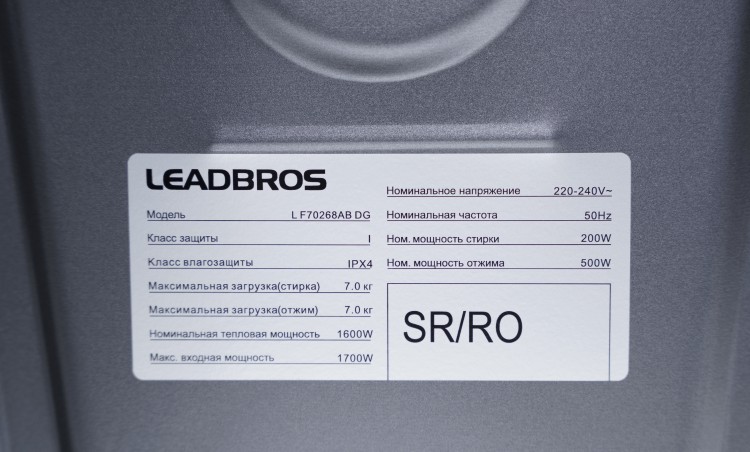 LEADBROS
Модель L F70268AB DG
Класс защиты I
Класс влагозащиты IPX4
Максимальная загрузка(стирка) 7.0 кг
Максимальная загрузка(отжим) 7.0 кг
Номинальная тепловая мощность 1600W
Макс. входная мощность 1700W
Номинальное напряжение 220-240V~
Номинальная частота 50Hz
Ном. мощность стирки 200W
Ном. мощность отжима 500W
SR/RO